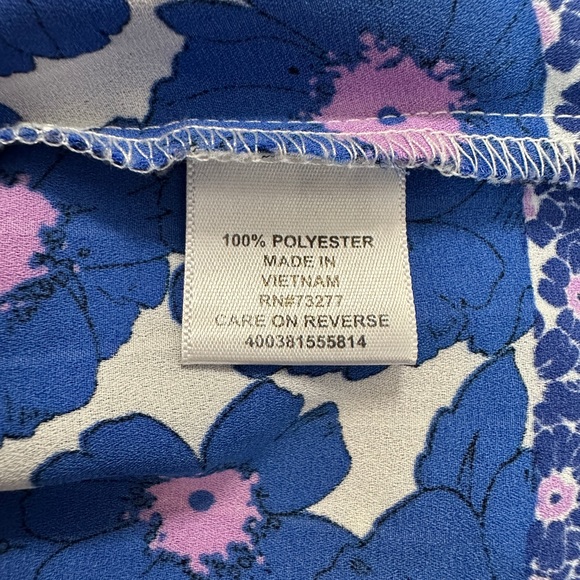 100% POLYESTER
MADE IN
VIETNAM
RN#73277
CARE ON REVERSE
400381555814